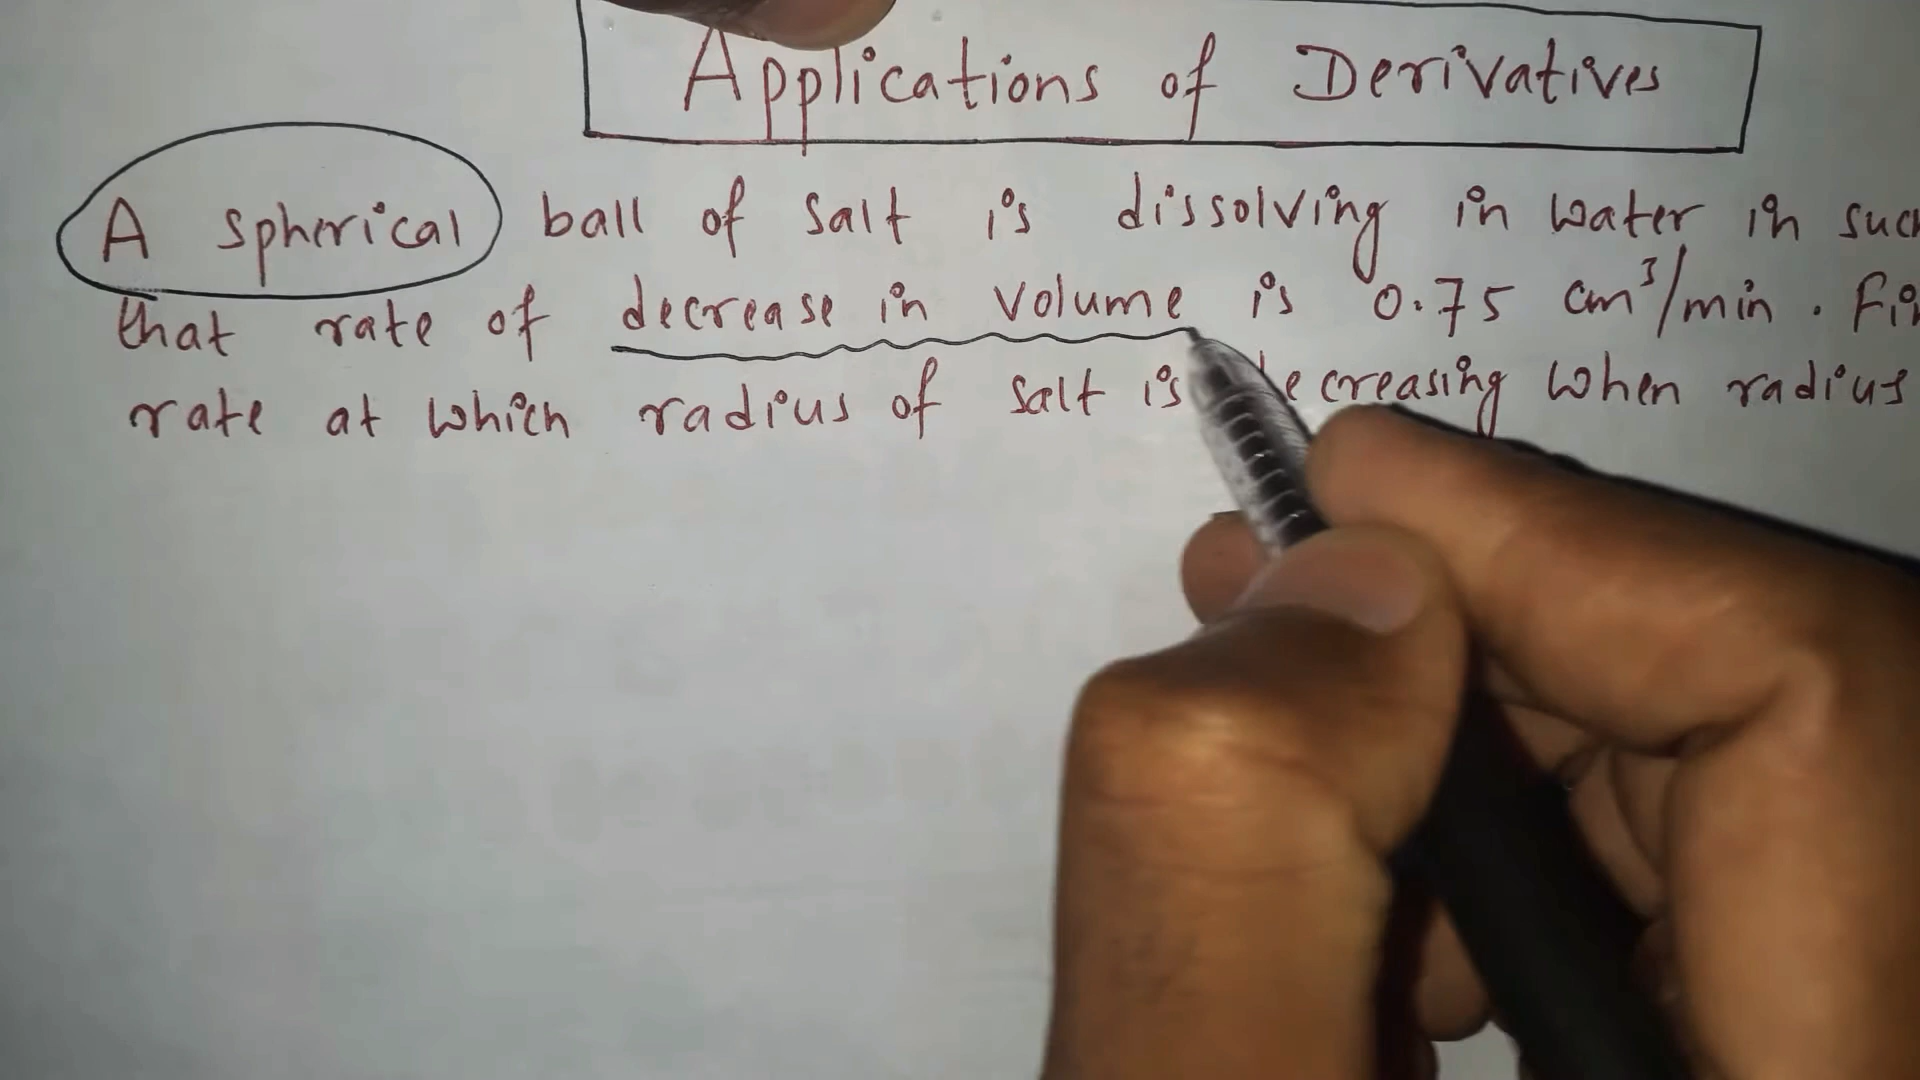 Applications of Derivatives
A spherical ball of salt is dissolving in water in such
that rate of decrease in volume is 0.75 cm³/min. Fin
rate at which radius of salt is decreasing when radius